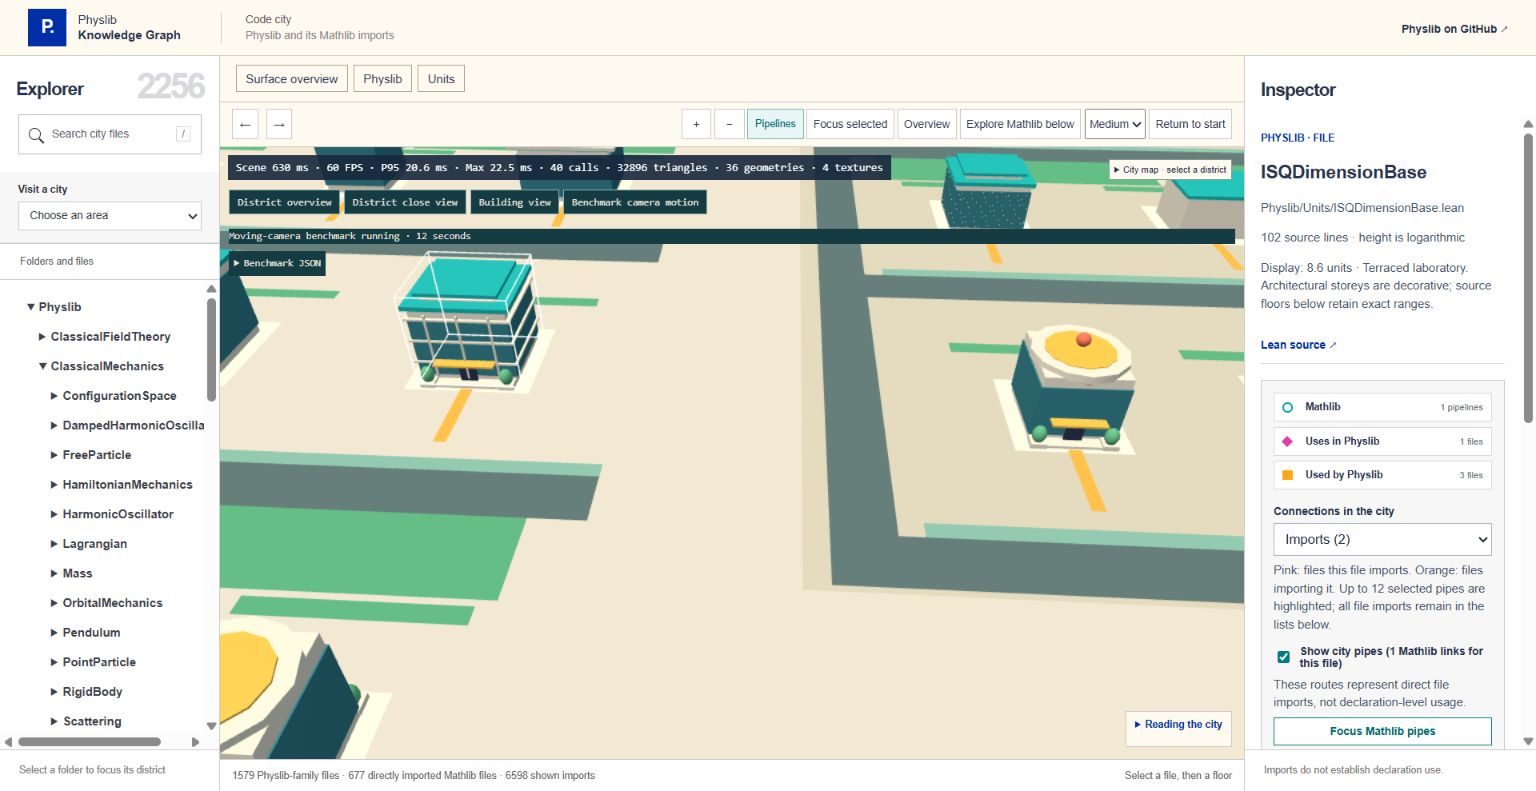 P.
Physlib
Knowledge Graph
Code city
Physlib and its Mathlib imports
Physlib on GitHub ↗
Explorer
2256
Search city files
/
Visit a city
Choose an area
Folders and files
▼ Physlib
▶ ClassicalFieldTheory
▼ ClassicalMechanics
▶ ConfigurationSpace
▶ DampedHarmonicOscilla
▶ FreeParticle
▶ HamiltonianMechanics
▶ HarmonicOscillator
▶ Lagrangian
▶ Mass
▶ OrbitalMechanics
▶ Pendulum
▶ PointParticle
▶ RigidBody
▶ Scattering
Select a folder to focus its district
Surface overview
Physlib
Units
←
→
+
−
Pipelines
Focus selected
Overview
Explore Mathlib below
Medium
Return to start
Scene 630 ms · 60 FPS · P95 20.6 ms · Max 22.5 ms · 40 calls · 32896 triangles · 36 geometries · 4 textures
▶ City map · select a district
District overview
District close view
Building view
Benchmark camera motion
Moving-camera benchmark running · 12 seconds
▶ Benchmark JSON
▶ Reading the city
1579 Physlib-family files · 677 directly imported Mathlib files · 6598 shown imports
Select a file, then a floor
Inspector
PHYSLIB · FILE
ISQDimensionBase
Physlib/Units/ISQDimensionBase.lean
102 source lines · height is logarithmic
Display: 8.6 units · Terraced laboratory.
Architectural storeys are decorative; source
floors below retain exact ranges.
Lean source ↗
Mathlib
1 pipelines
Uses in Physlib
1 files
Used by Physlib
3 files
Connections in the city
Imports (2)
Pink: files this file imports. Orange: files
importing it. Up to 12 selected pipes are
highlighted; all file imports remain in the
lists below.
Show city pipes (1 Mathlib links for
this file)
These routes represent direct file
imports, not declaration-level usage.
Focus Mathlib pipes
Imports do not establish declaration use.